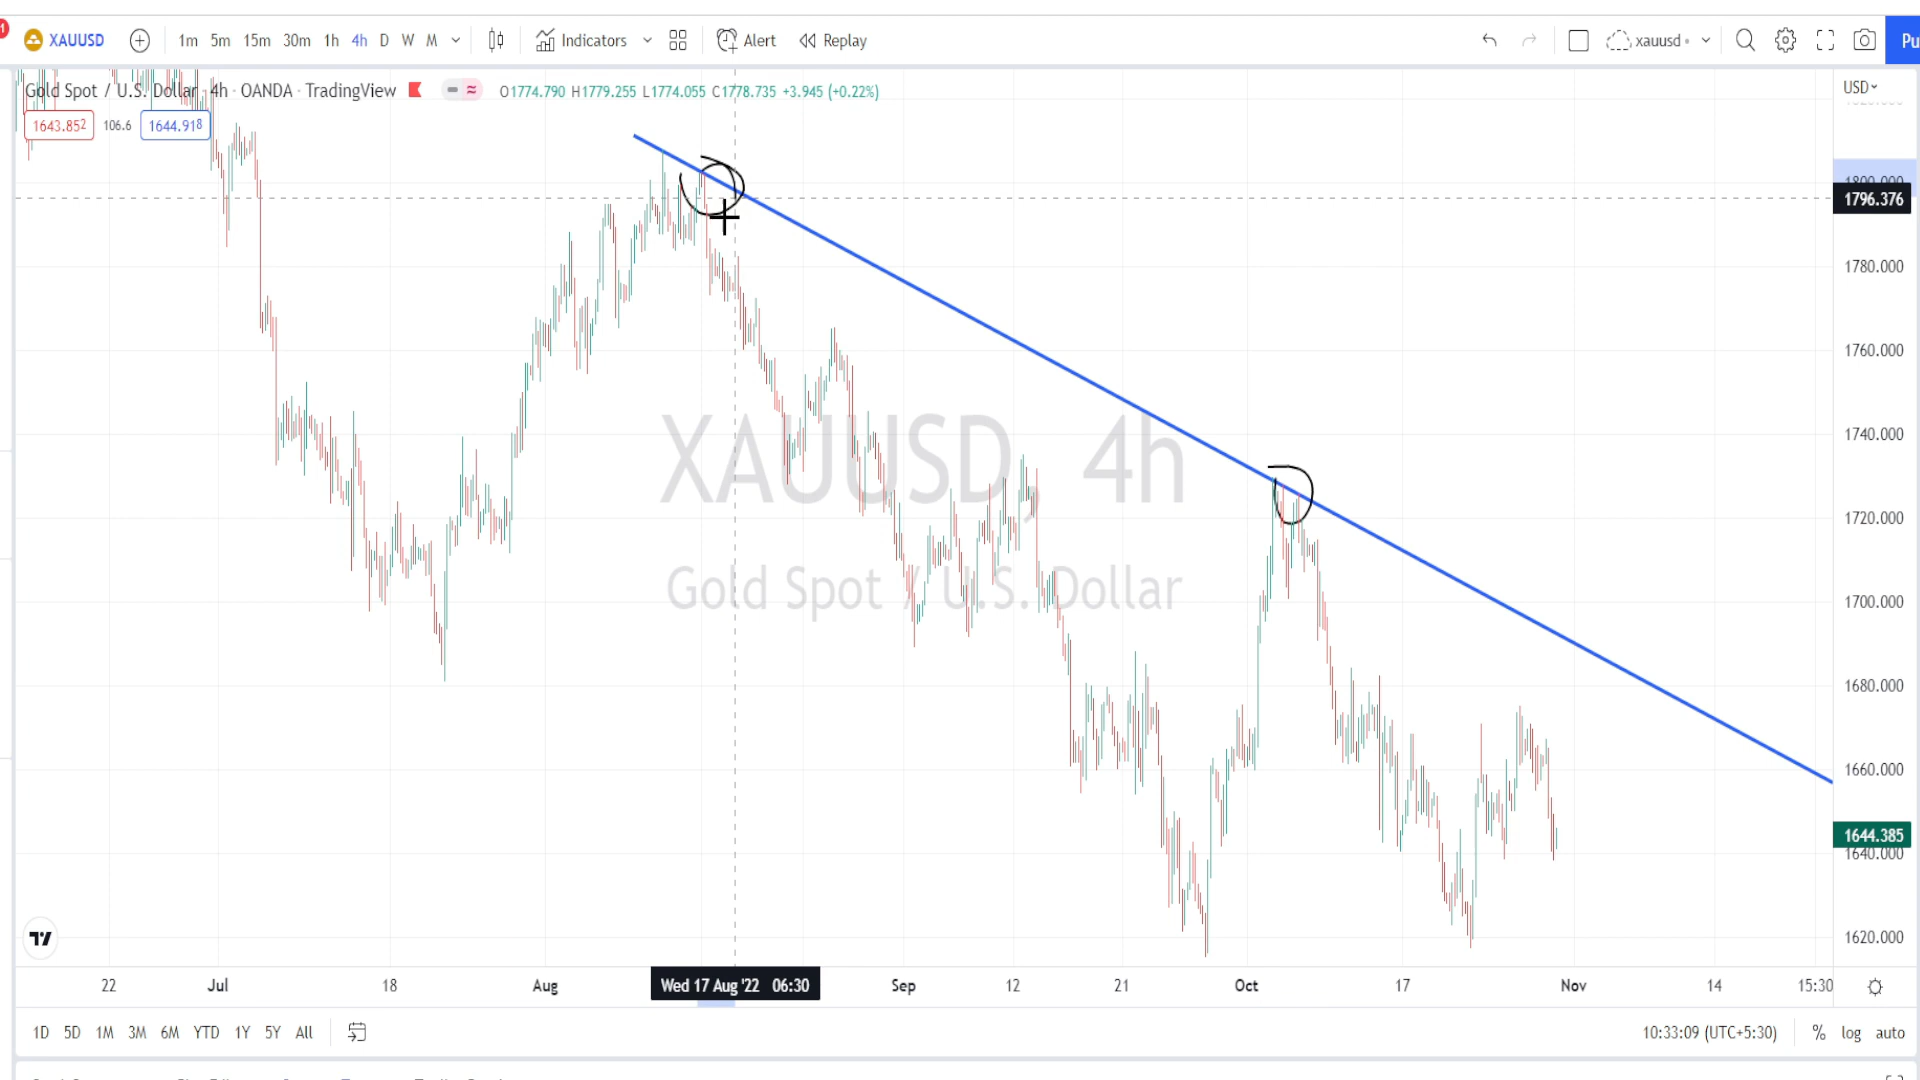 1
XAUUSD 1m 5m 15m 30m 1h 4h D W M Indicators Alert Replay xauusd Pu
Gold Spot / U.S. Dollar · 4h · OANDA · TradingView O1774.790 H1779.255 L1774.055 C1778.735 +3.945 (+0.22%) USD
1643.852 106.6 1644.918
1800.000
1796.376
1780.000
1760.000
1740.000
1720.000
1700.000
1680.000
1660.000
1644.385
1640.000
1620.000
XAUUSD, 4h
Gold Spot / U.S. Dollar
22 Jul 18 Aug Wed 17 Aug '22 06:30 Sep 12 21 Oct 17 Nov 14 15:30
1D 5D 1M 3M 6M YTD 1Y 5Y All 10:33:09 (UTC+5:30) % log auto